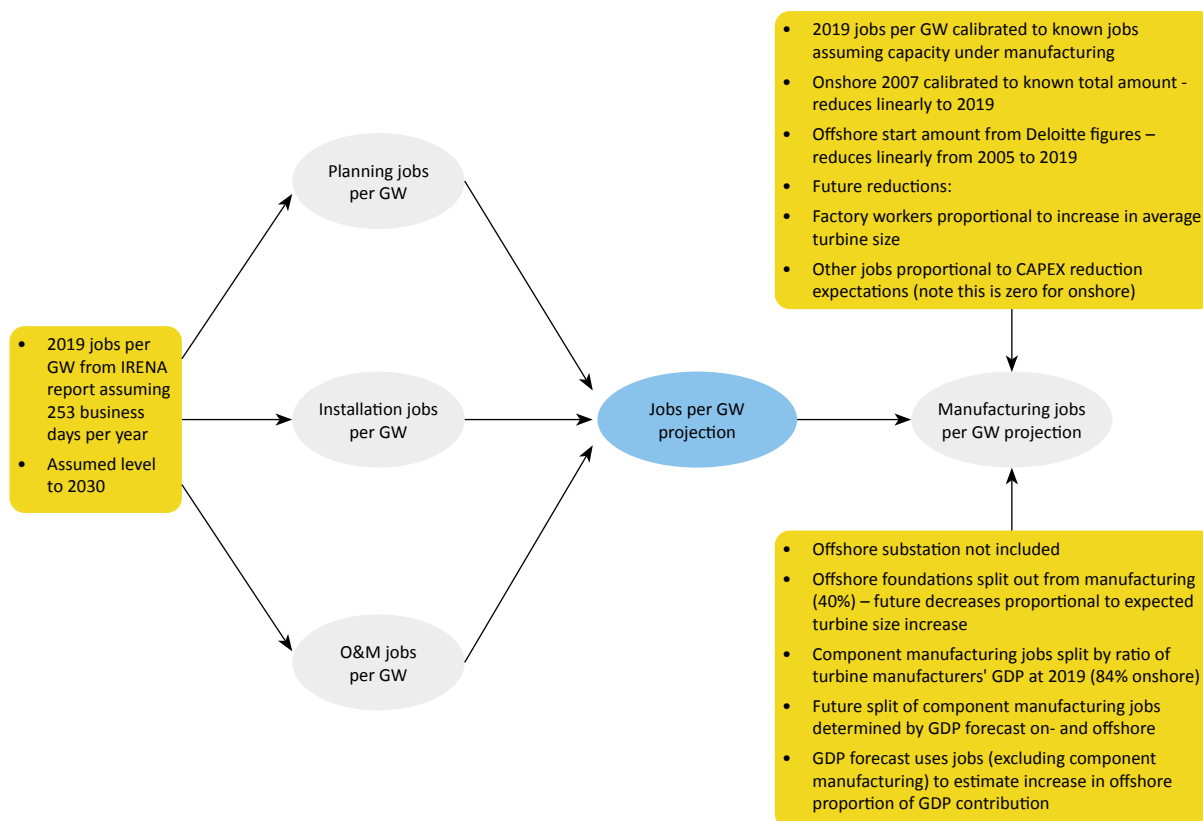 • 2019 jobs per GW calibrated to known jobs
assuming capacity under manufacturing
• Onshore 2007 calibrated to known total amount -
reduces linearly to 2019
• Offshore start amount from Deloitte figures –
reduces linearly from 2005 to 2019
• Future reductions:
• Factory workers proportional to increase in average
turbine size
• Other jobs proportional to CAPEX reduction
expectations (note this is zero for onshore)
Planning jobs
per GW
• 2019 jobs per
GW from IRENA
report assuming
253 business
days per year
• Assumed level
to 2030
Installation jobs
per GW
Jobs per GW
projection
Manufacturing jobs
per GW projection
O&M jobs
per GW
• Offshore substation not included
• Offshore foundations split out from manufacturing
(40%) – future decreases proportional to expected
turbine size increase
• Component manufacturing jobs split by ratio of
turbine manufacturers' GDP at 2019 (84% onshore)
• Future split of component manufacturing jobs
determined by GDP forecast on- and offshore
• GDP forecast uses jobs (excluding component
manufacturing) to estimate increase in offshore
proportion of GDP contribution